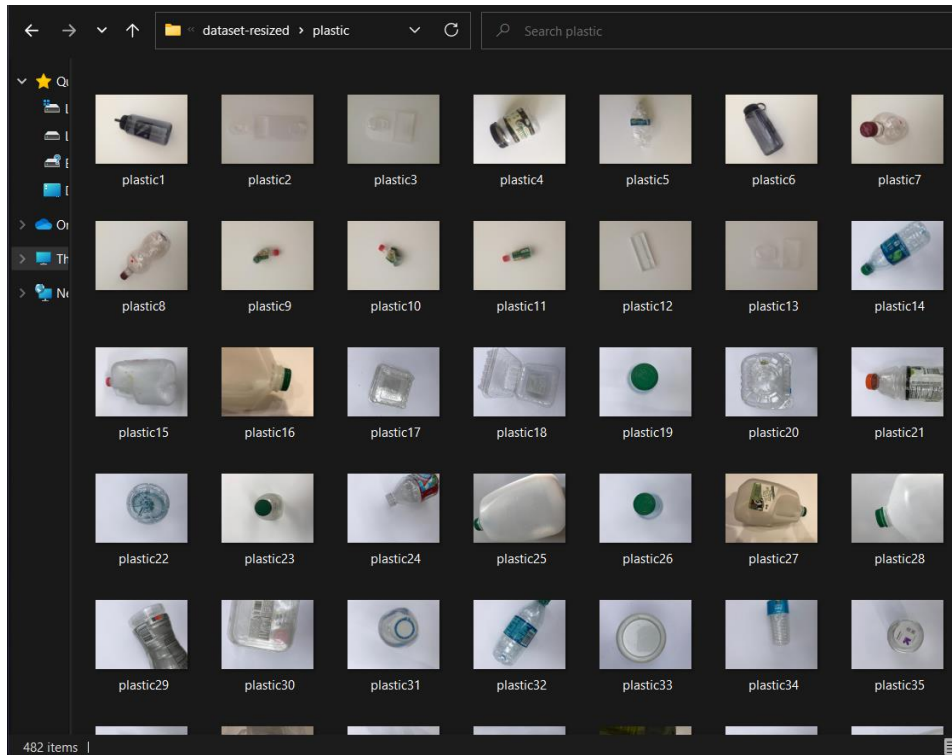 dataset-resized › plastic
Search plastic
plastic1 plastic2 plastic3 plastic4 plastic5 plastic6 plastic7
plastic8 plastic9 plastic10 plastic11 plastic12 plastic13 plastic14
plastic15 plastic16 plastic17 plastic18 plastic19 plastic20 plastic21
plastic22 plastic23 plastic24 plastic25 plastic26 plastic27 plastic28
plastic29 plastic30 plastic31 plastic32 plastic33 plastic34 plastic35
482 items